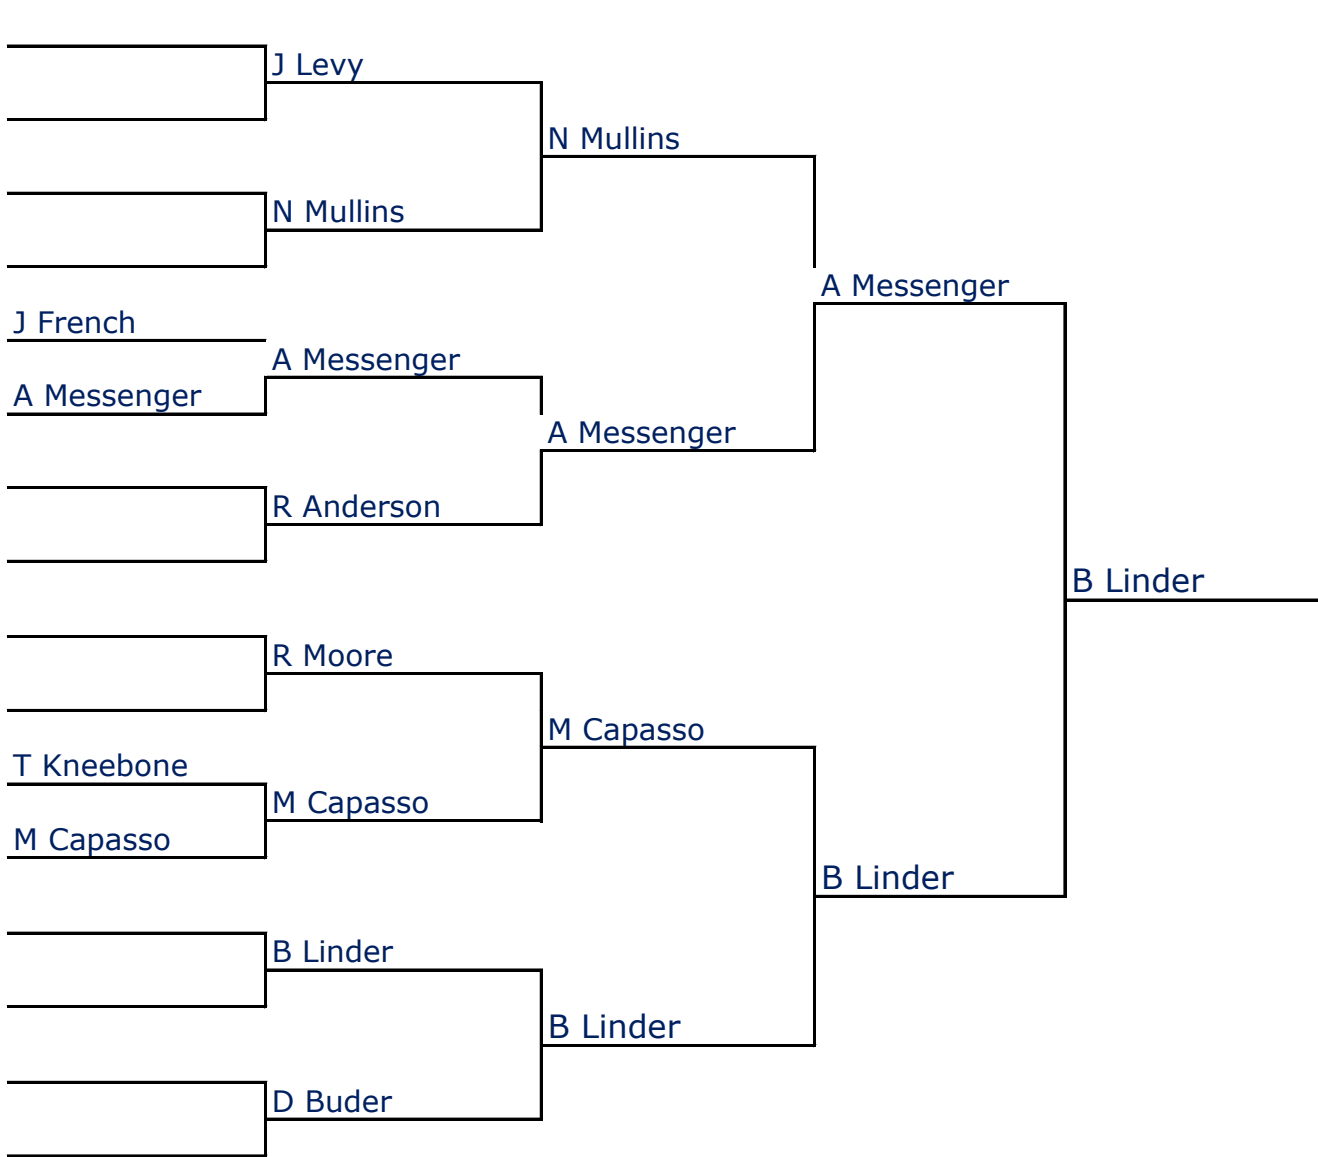 J Levy
N Mullins
N Mullins
A Messenger
J French
A Messenger
A Messenger
A Messenger
R Anderson
B Linder
R Moore
M Capasso
T Kneebone
M Capasso
M Capasso
B Linder
B Linder
B Linder
D Buder